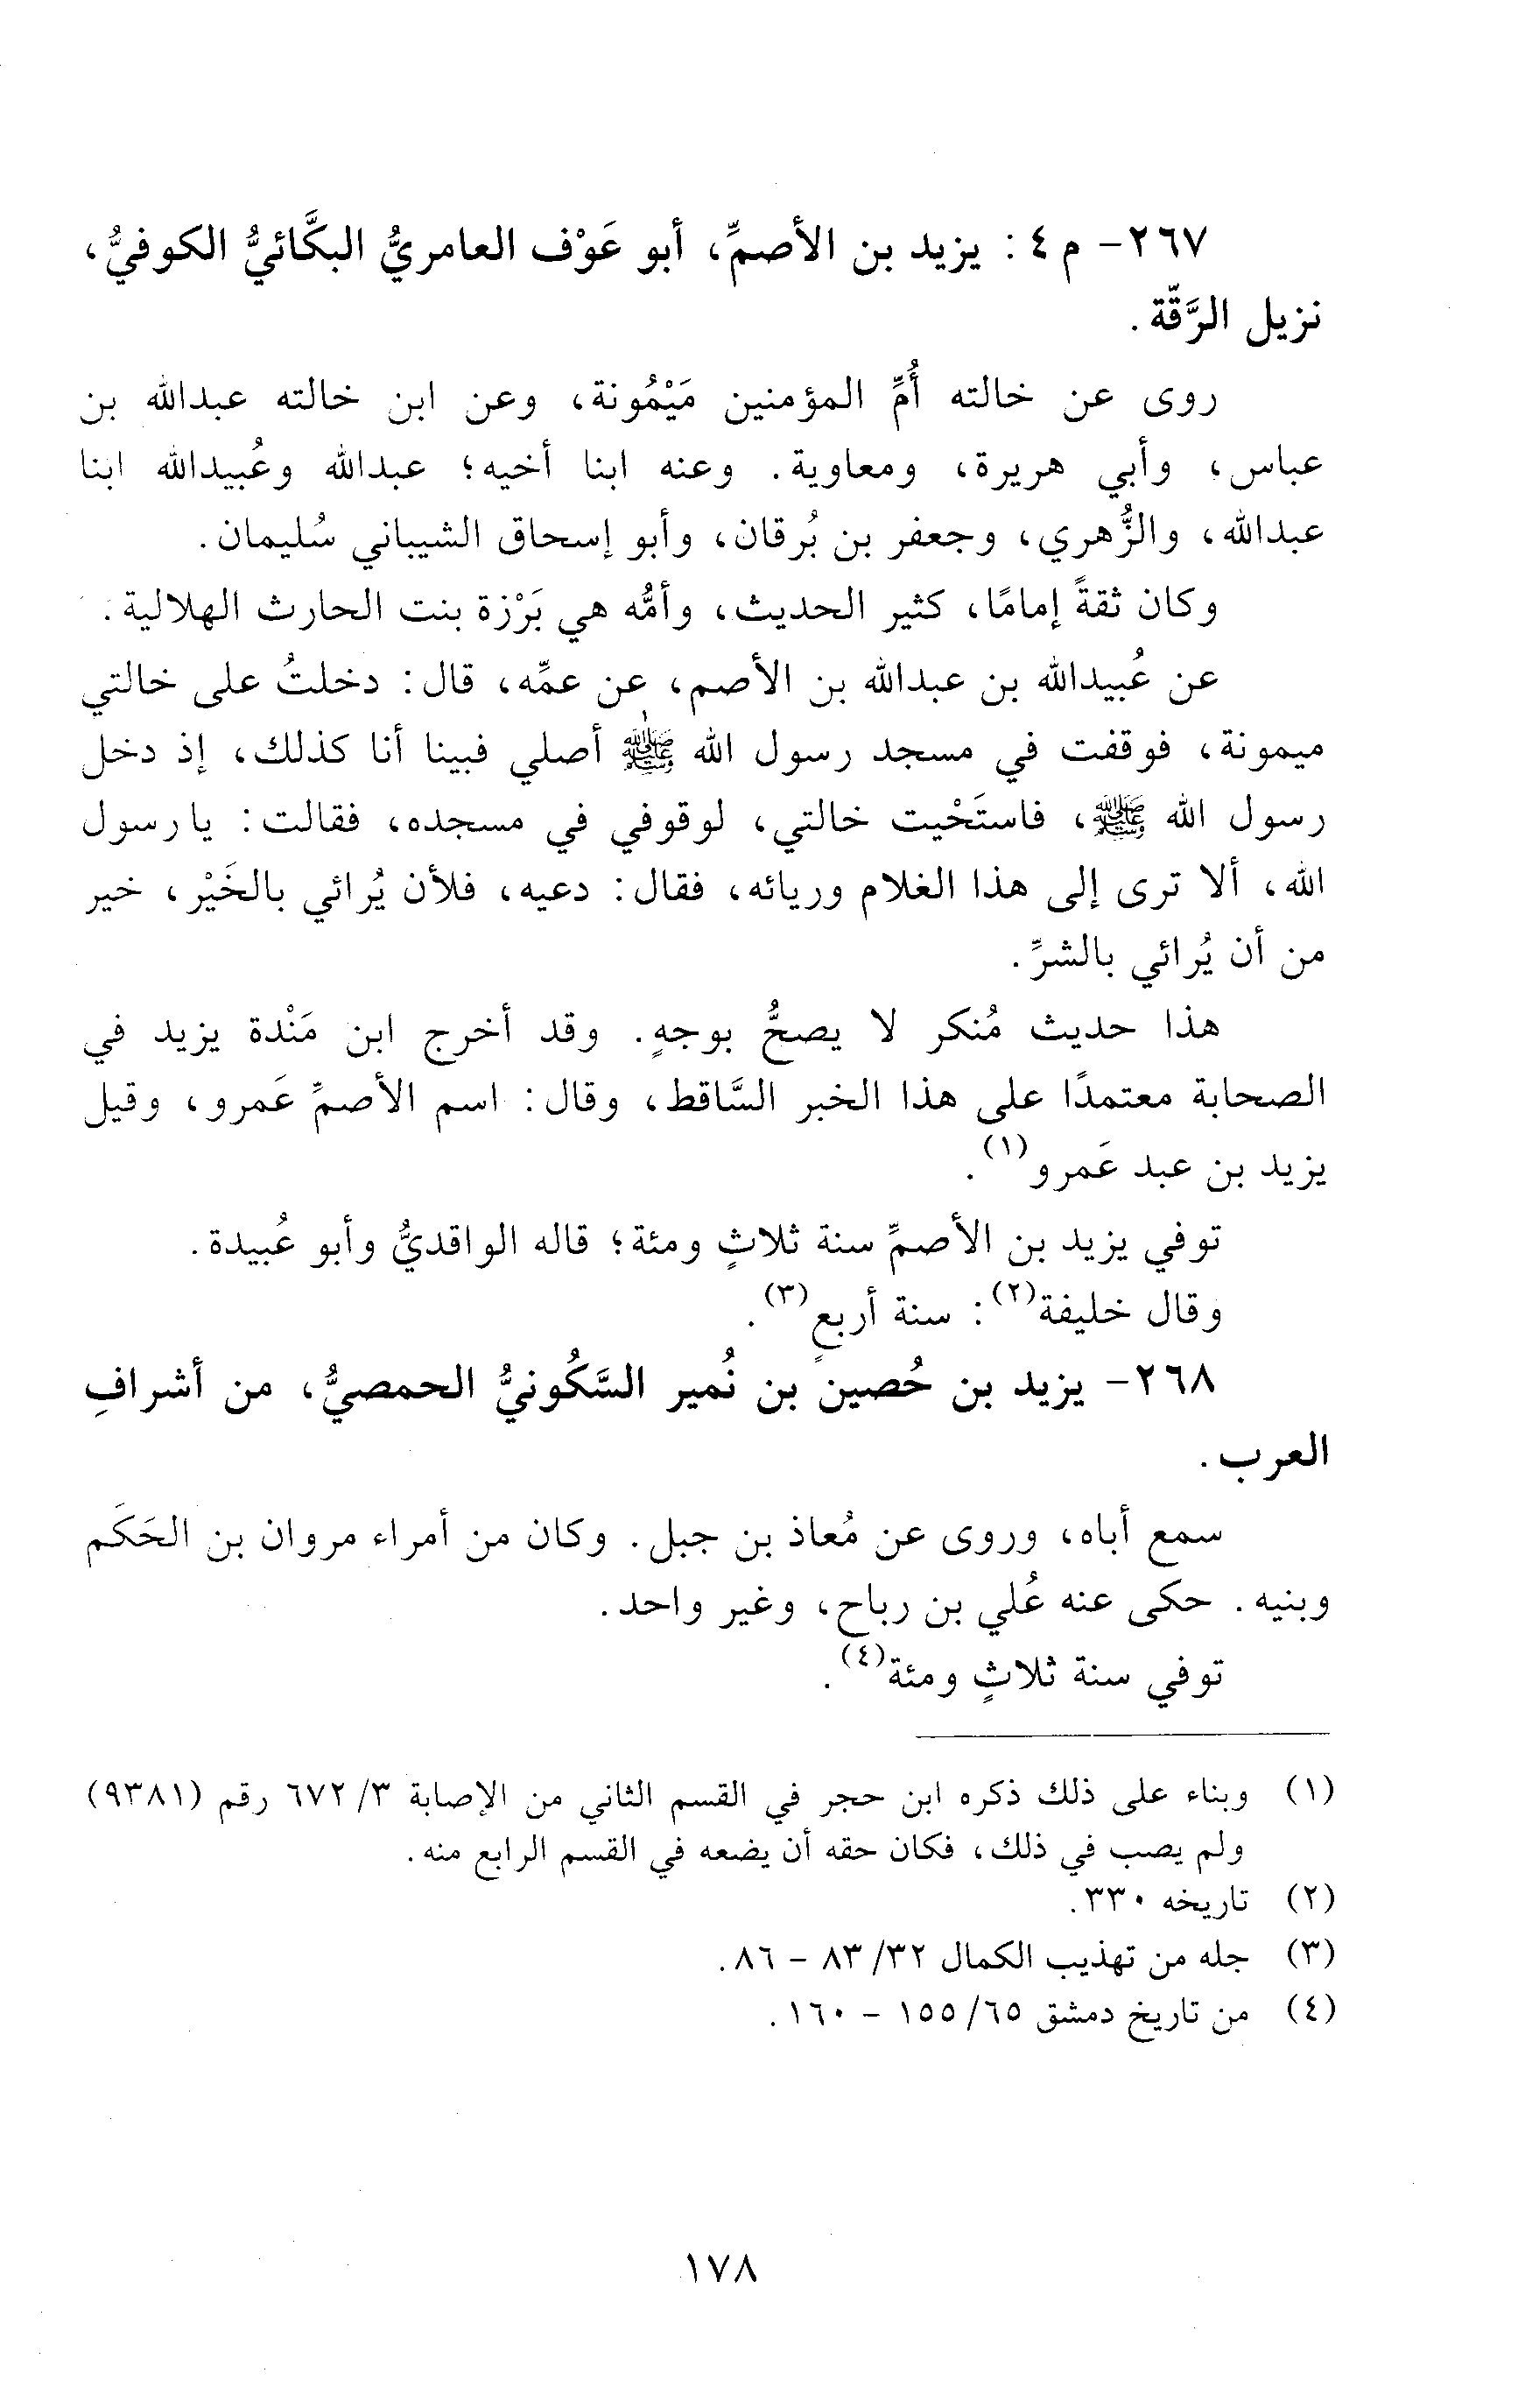 ٢٦٧- م ٤ : يزيد بن الأصمِّ، أبو عَوْف العامريُّ البكَّائيُّ الكوفيُّ،
نزيل الرَّقّة .
روى عن خالته أُمِّ المؤمنين مَيْمُونة، وعن ابن خالته عبدالله بن
عباس، وأبي هريرة، ومعاوية. وعنه ابنا أخيه؛ عبدالله وعُبيدالله ابنا
عبدالله، والزُّهري، وجعفر بن بُرقان، وأبو إسحاق الشيباني سُليمان.
وكان ثقةً إمامًا، كثير الحديث، وأمُّه هي بَرْزة بنت الحارث الهلالية.
عن عُبيدالله بن عبدالله بن الأصم، عن عمِّه، قال: دخلتُ على خالتي
ميمونة، فوقفت في مسجد رسول الله ﷺ أصلي فبينا أنا كذلك، إذ دخل
رسول الله ﷺ، فاستَحْيت خالتي، لوقوفي في مسجده، فقالت: يارسول
الله، ألا ترى إلى هذا الغلام وريائه، فقال: دعيه، فلأن يُرائي بالخَيْر، خير
من أن يُرائي بالشرِّ.
هذا حديث مُنكر لا يصحُّ بوجهٍ. وقد أخرج ابن مَنْدة يزيد في
الصحابة معتمدًا على هذا الخبر السَّاقط، وقال: اسم الأصمِّ عَمرو، وقيل
يزيد بن عبد عَمرو(١).
توفي يزيد بن الأصمِّ سنة ثلاثٍ ومئة؛ قاله الواقديُّ وأبو عُبيدة.
وقال خليفة(٢): سنة أربعٍ(٣).
٢٦٨- يزيد بن حُصين بن نُمير السَّكُونيُّ الحمصيُّ، من أشرافِ
العرب .
سمع أباه، وروى عن مُعاذ بن جبل. وكان من أمراء مروان بن الحَكَم
وبنيه. حكى عنه عُلي بن رباح، وغير واحد.
توفي سنة ثلاثٍ ومئة(٤).
(١) وبناء على ذلك ذكره ابن حجر في القسم الثاني من الإصابة ٣/ ٦٧٢ رقم (٩٣٨١)
ولم يصب في ذلك، فكان حقه أن يضعه في القسم الرابع منه.
(٢) تاريخه ٣٣٠.
(٣) جله من تهذيب الكمال ٣٢/ ٨٣ - ٨٦.
(٤) من تاريخ دمشق ٦٥/ ١٥٥ - ١٦٠.
١٧٨